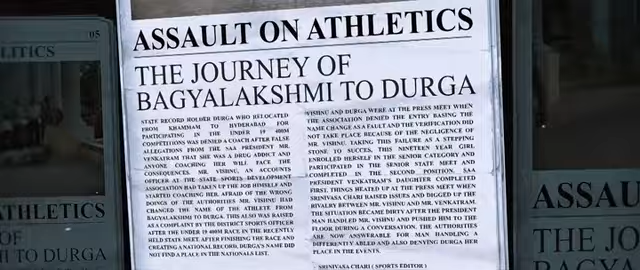 LITICS
05
ASSAULT ON ATHLETICS
THE JOURNEY OF
BAGYALAKSHMI TO DURGA
STATE RECORD HOLDER DURGA WHO RELOCATED
FROM KHAMMAM TO HYDERABAD FOR
PARTICIPATING IN THE UNDER 19 400M
COMPETITIONS WAS DENIED A COACH AFTER FALSE
ALLEGATIONS FROM THE SAA PRESIDENT MR.
VENKATRAM THAT SHE WAS A DRUG ADDICT AND
ANYONE COACHING HER WILL FACE THE
CONSEQUENCES. MR. VISHNU, AN ACCOUNTS
OFFICER AT THE STATE SPORTS DEVELOPMENT
ASSOCIATION HAD TAKEN UP THE JOB HIMSELF AND
STARTED COACHING HER. AFRAID OF THE WRONG
DOINGS OF THE AUTHORITIES MR. VISHNU HAD
CHANGED THE NAME OF THE ATHLETE FROM
BAGYALAKSHMI TO DURGA. THIS ALSO WAS RAISED
AS A COMPLAINT BY THE DISTRICT SPORTS OFFICER
AFTER THE UNDER 19 400M RACE IN THE RECENTLY
HELD STATE MEET. AFTER FINISHING THE RACE AND
CREATING A NATIONAL RECORD, DURGA'S NAME DID
NOT FIND A PLACE IN THE NATIONALS LIST.
VISHNU AND DURGA WERE AT THE PRESS MEET WHEN
THE ASSOCIATION DENIED THE ENTRY BASING THE
NAME CHANGE AS A FAULT AND THE VERIFICATION DID
NOT TAKE PLACE BECAUSE OF THE NEGLIGENCE OF
MR. VISHNU. TAKING THIS FAILURE AS A STEPPING
STONE TO SUCCES, THIS NINETEEN YEAR GIRL
ENROLLED HERSELF IN THE SENIOR CATEGORY AND
PARTICIPATED IN THE SENIOR STATE MEET AND
COMPLETED IN THE SECOND POSITION. SAA
PRESIDENT VENKATRAM'S DAUGHTER COMPLETED
FIRST. THINGS HEATED UP AT THE PRESS MEET WHEN
SRINIVASA CHARI RAISED ISSUES AND DIGGED UP THE
RIVALRY BETWEEN MR. VISHNU AND MR. VENKATRAM.
THE SITUATION BECAME DIRTY AFTER THE PRESIDENT
MAN HANDLED MR. VISHNU AND PUSHED HIM TO THE
FLOOR DURING A CONVERSATION. THE AUTHORITIES
ARE NOW ANSWERABLE FOR MAN HANDLING A
DIFFERENTLY ABLED AND ALSO DENYING DURGA HER
PLACE IN THE EVENTS.
SRINIVASA CHARI ( SPORTS EDITOR )
ATHLETICS
OF
TO DURGA
ASSAU
THE JO
BAGYAL